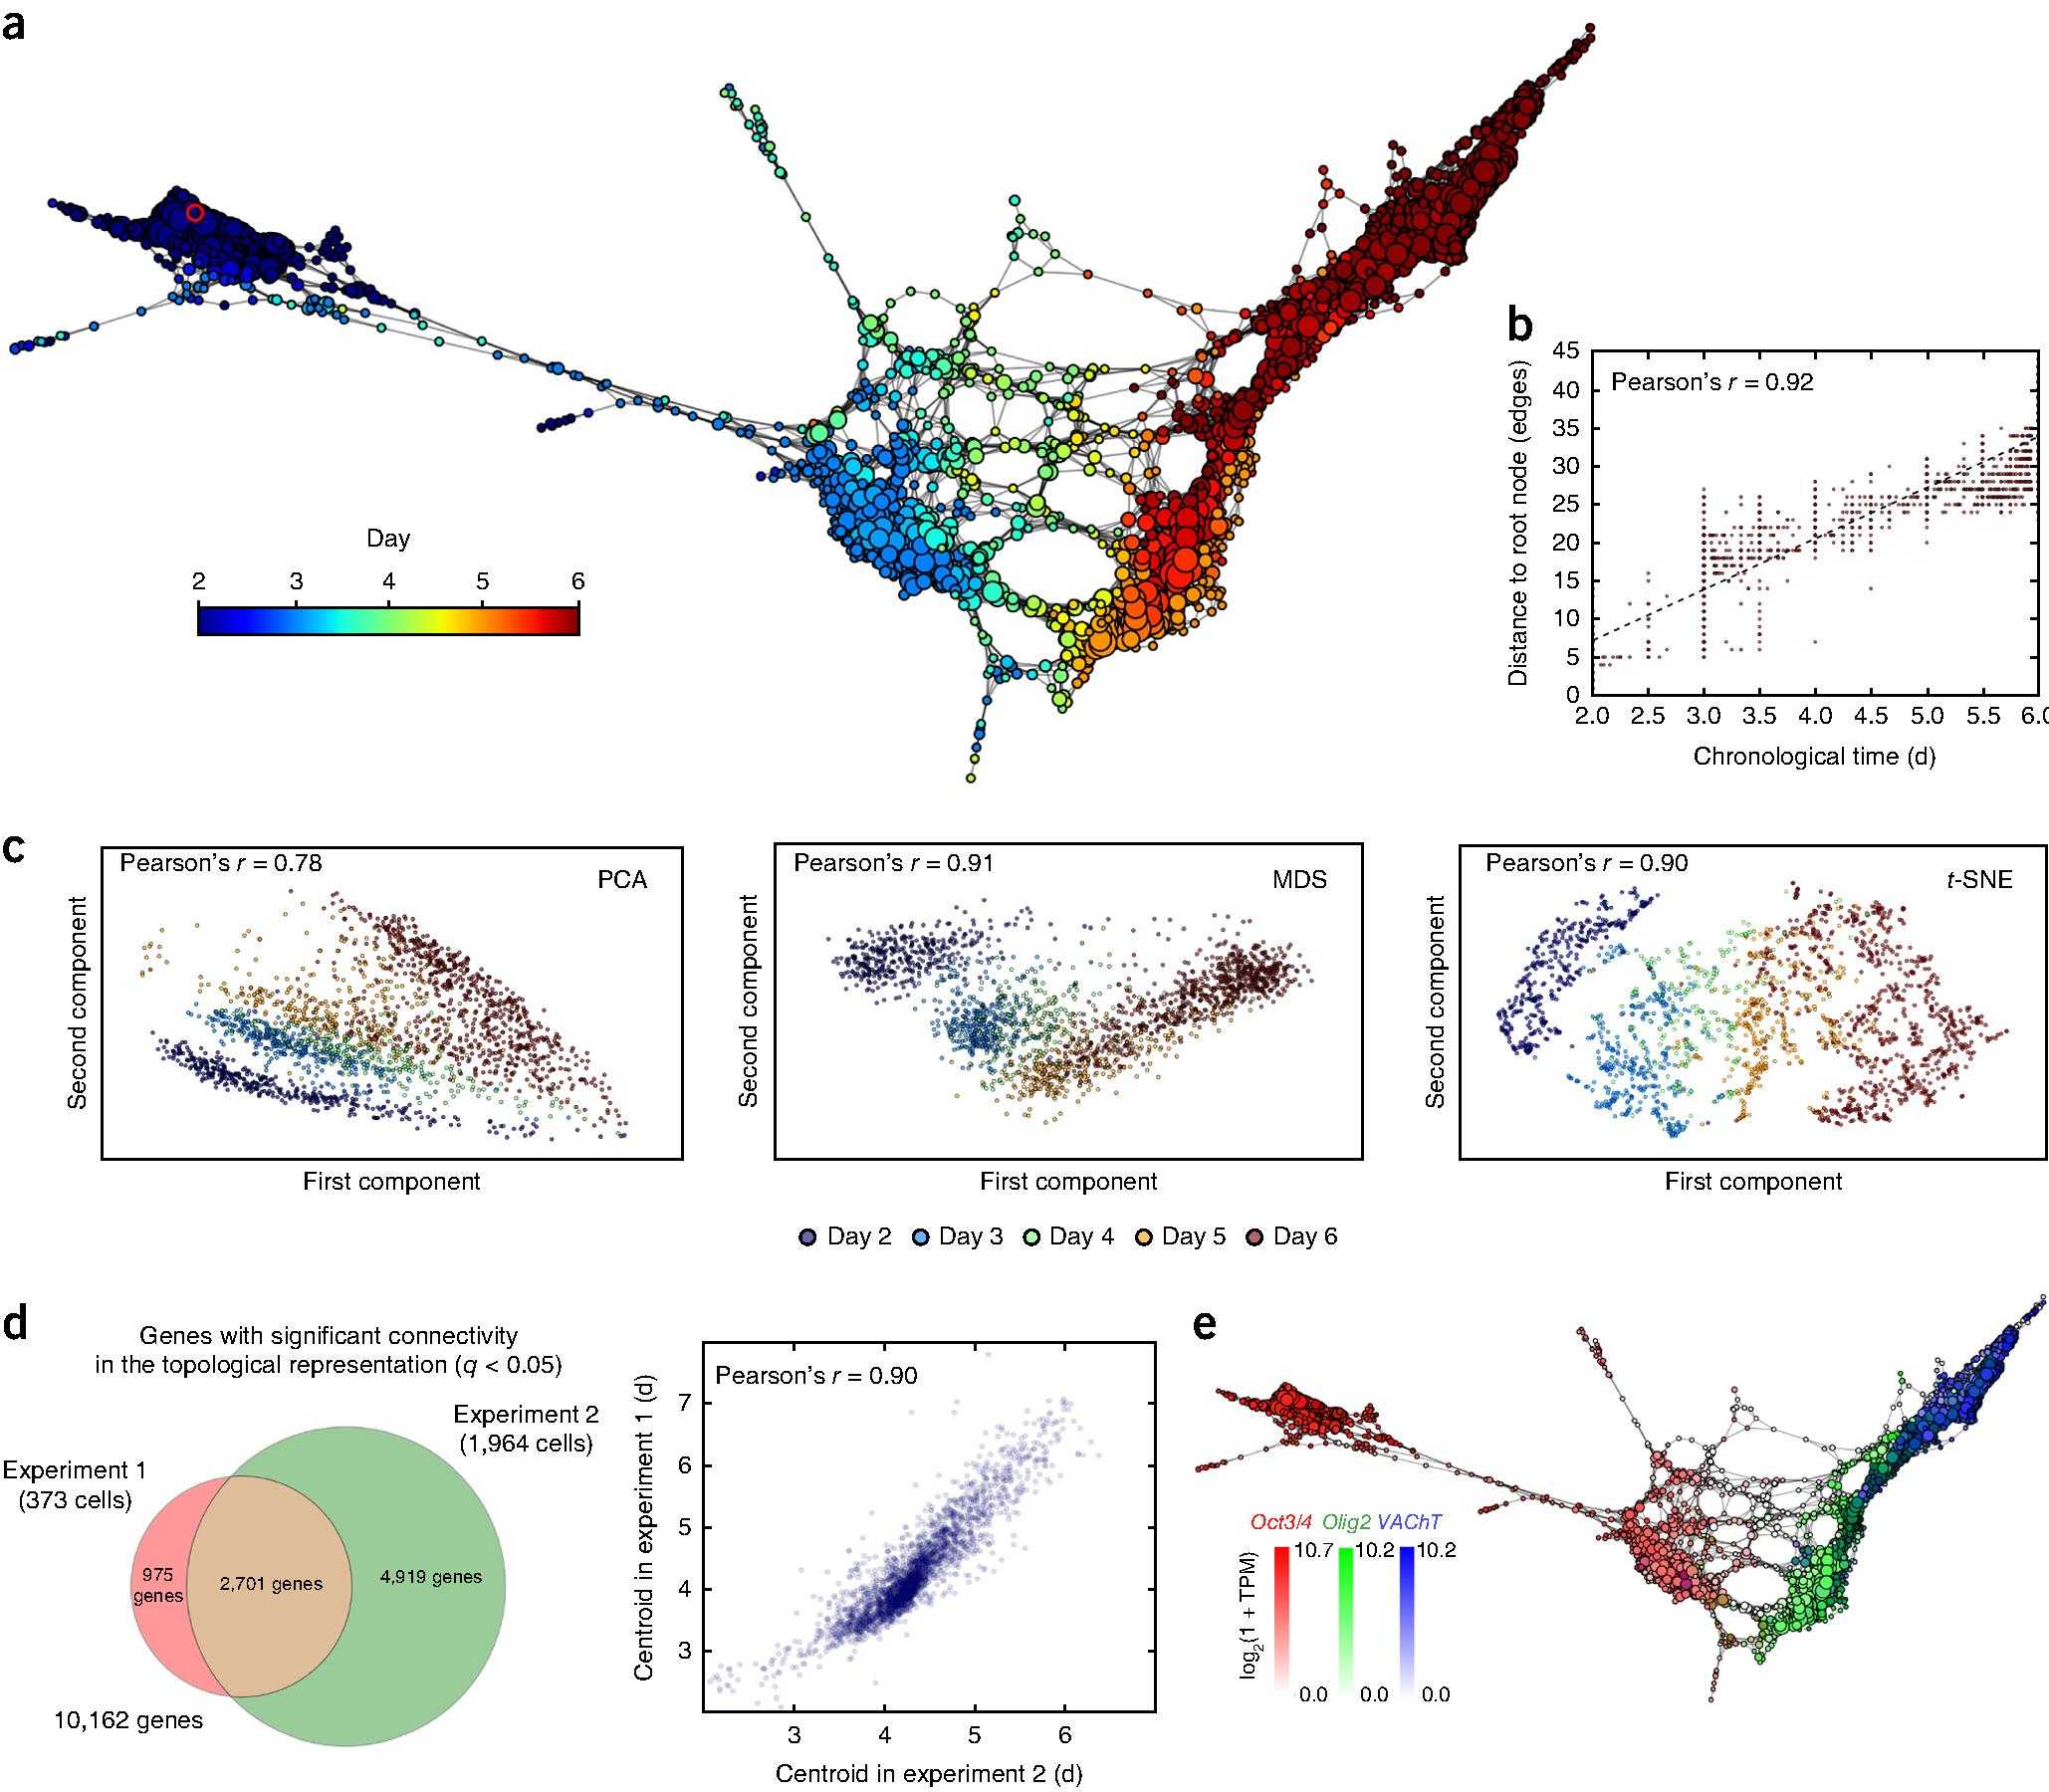 a
Day
2 3 4 5 6
b
Pearson's r = 0.92
Distance to root node (edges)
45
40
35
30
25
20
15
10
5
0
2.0 2.5 3.0 3.5 4.0 4.5 5.0 5.5 6.0
Chronological time (d)
c
Pearson's r = 0.78
PCA
Second component
First component
Pearson's r = 0.91
MDS
Second component
First component
Pearson's r = 0.90
t-SNE
Second component
First component
Day 2 Day 3 Day 4 Day 5 Day 6
d
Genes with significant connectivity
in the topological representation (q < 0.05)
Experiment 2
(1,964 cells)
Experiment 1
(373 cells)
975
genes
2,701 genes
4,919 genes
10,162 genes
Pearson's r = 0.90
Centroid in experiment 1 (d)
7
6
5
4
3
3 4 5 6
Centroid in experiment 2 (d)
e
Oct3/4 Olig2 VAChT
10.7 10.2 10.2
log2(1 + TPM)
0.0 0.0 0.0